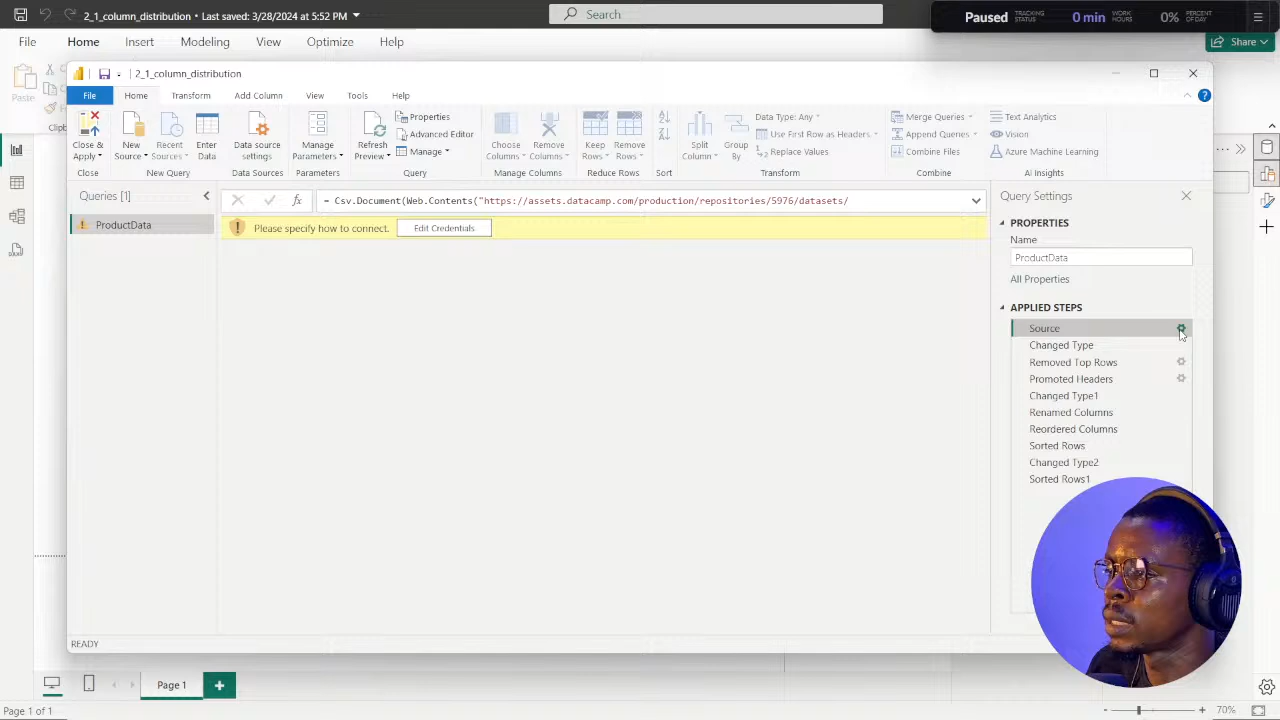 2_1_column_distribution • Last saved: 3/28/2024 at
52 PM
Search
Paused
TRACKING STATUS
0 min
WORK HOURS
0%
PERCENT OF DAY
File
Home
Insert
Modeling
View
Optimize
Help
Share
Paste
2_1_column_distribution
File
Home
Transform
Add Column
View
Tools
Help
Close & Apply
New Source
Recent Sources
Enter Data
Data source settings
Manage Parameters
Refresh Preview
Properties
Advanced Editor
Manage
Choose Columns
Remove Columns
Keep Rows
Remove Rows
Split Column
Group By
Data Type: Any
Use First Row as Headers
Replace Values
Merge Queries
Append Queries
Combine Files
Text Analytics
Vision
Azure Machine Learning
Close
New Query
Data Sources
Parameters
Query
Manage Columns
Reduce Rows
Sort
Transform
Combine
AI Insights
Queries [1]
= Csv.Document(Web.Contents("https://assets.datacamp.com/production/repositories/5976/datasets/
Query Settings
ProductData
Please specify how to connect.
Edit Credentials
PROPERTIES
Name
ProductData
All Properties
APPLIED STEPS
Source
Changed Type
Removed Top Rows
Promoted Headers
Changed Type1
Renamed Columns
Reordered Columns
Sorted Rows
Changed Type2
Sorted Rows1
READY
Page 1
Page 1 of 1
70%